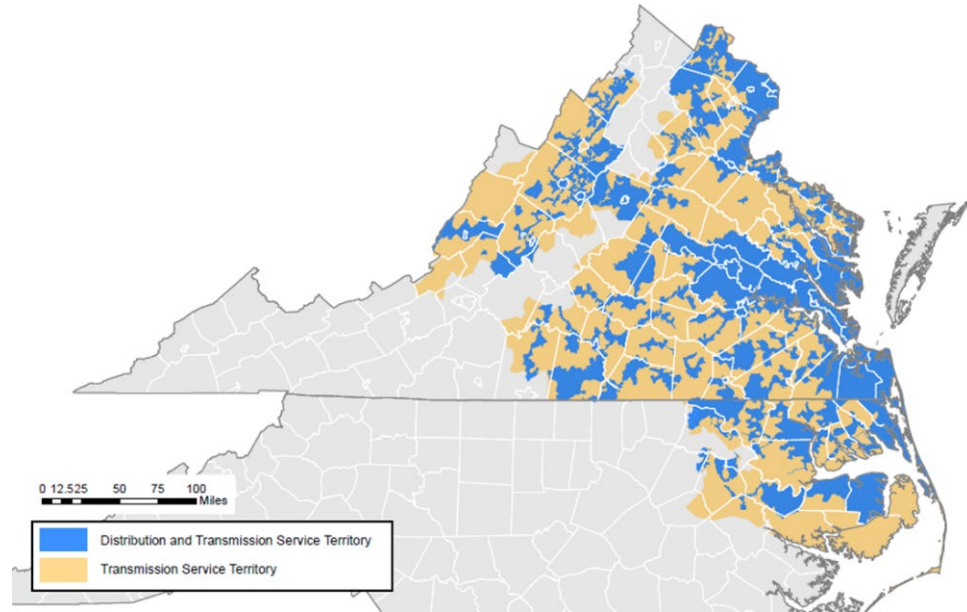 0 12.525 50 75 100
Miles
Distribution and Transmission Service Territory
Transmission Service Territory